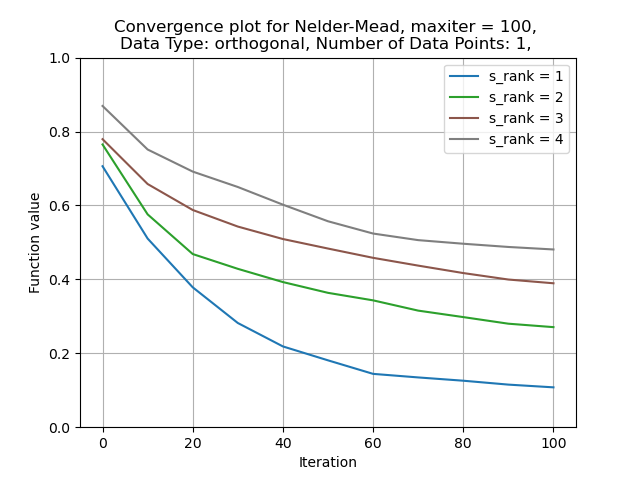 Convergence plot for Nelder-Mead, maxiter = 100,
Data Type: orthogonal, Number of Data Points: 1,
1.0
0.8
0.6
0.4
0.2
0.0
Function value
s_rank = 1
s_rank = 2
s_rank = 3
s_rank = 4
0 20 40 60 80 100
Iteration